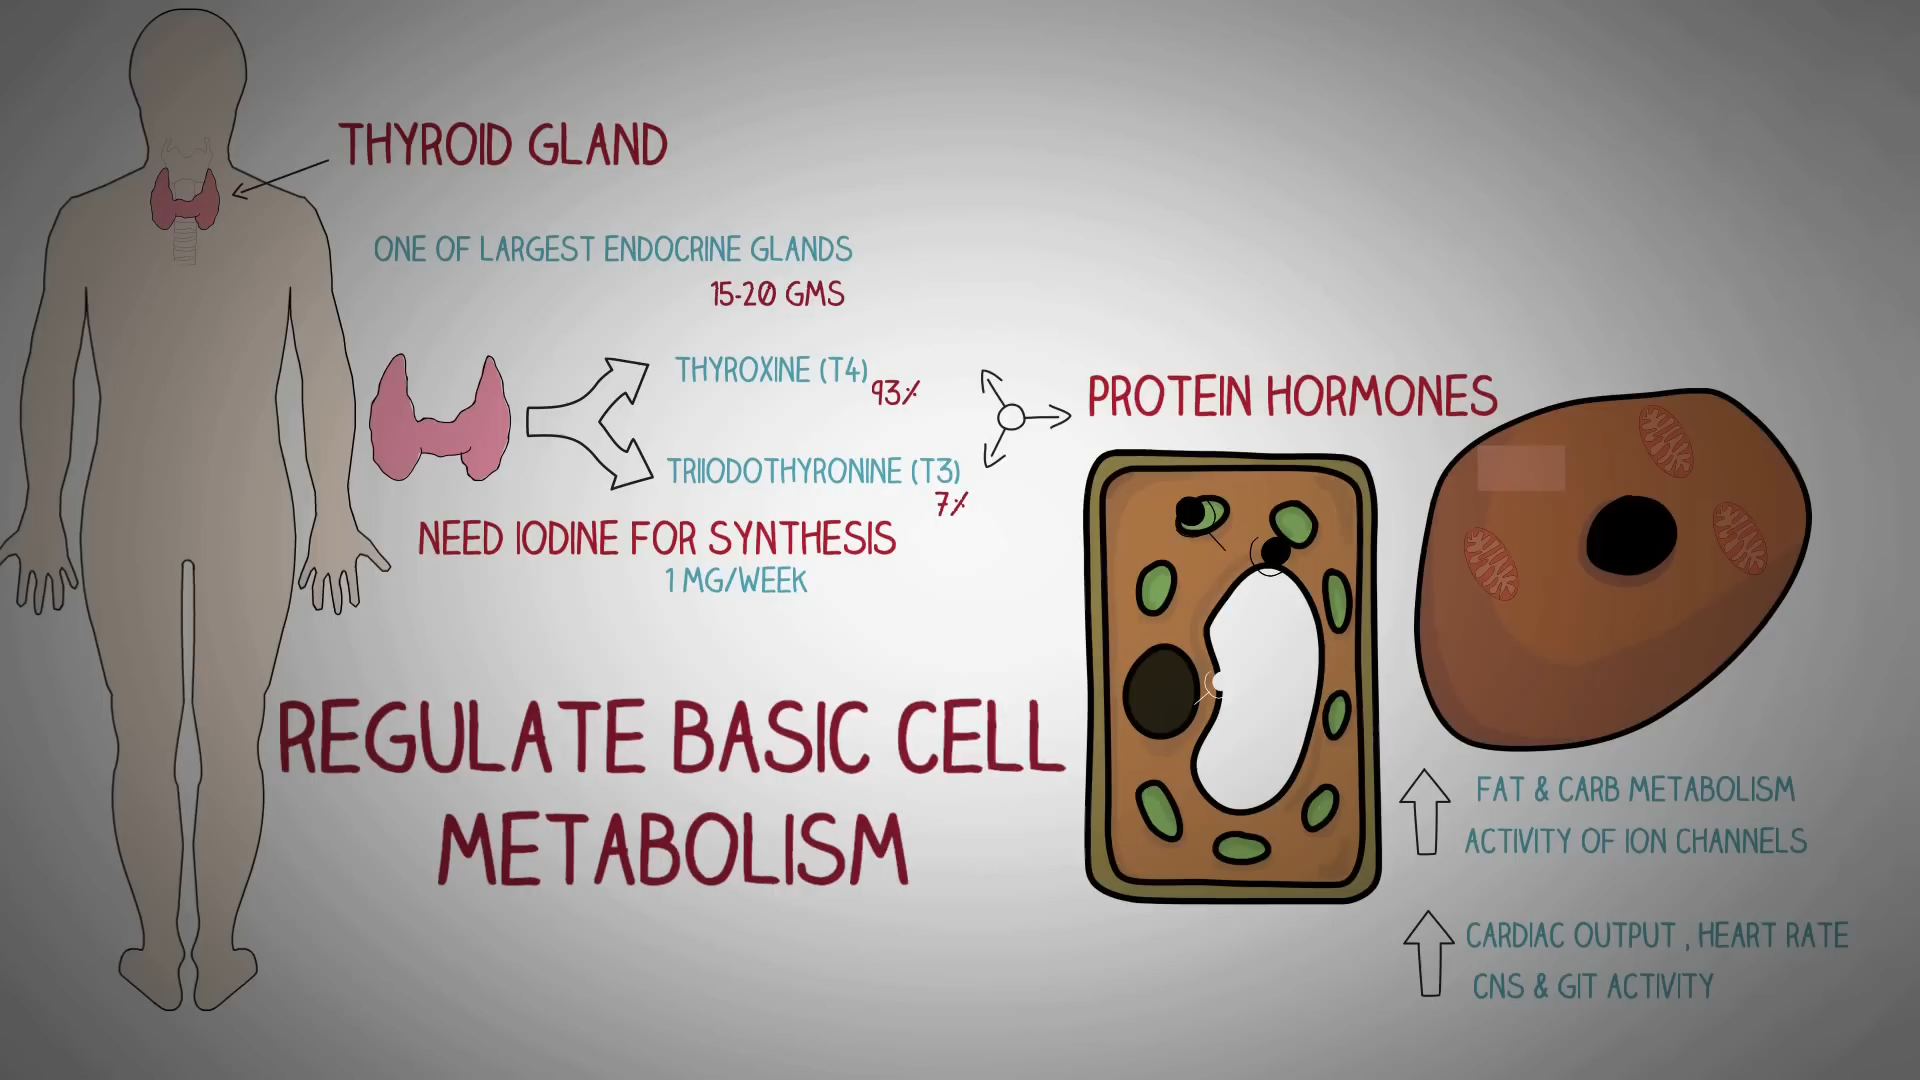 THYROID GLAND
ONE OF LARGEST ENDOCRINE GLANDS
15-20 GMS
THYROXINE (T4)
93%
TRIIODOTHYRONINE (T3)
7%
PROTEIN HORMONES
NEED IODINE FOR SYNTHESIS
1 MG/WEEK
REGULATE BASIC CELL
METABOLISM
FAT & CARB METABOLISM
ACTIVITY OF ION CHANNELS
CARDIAC OUTPUT , HEART RATE
CNS & GIT ACTIVITY